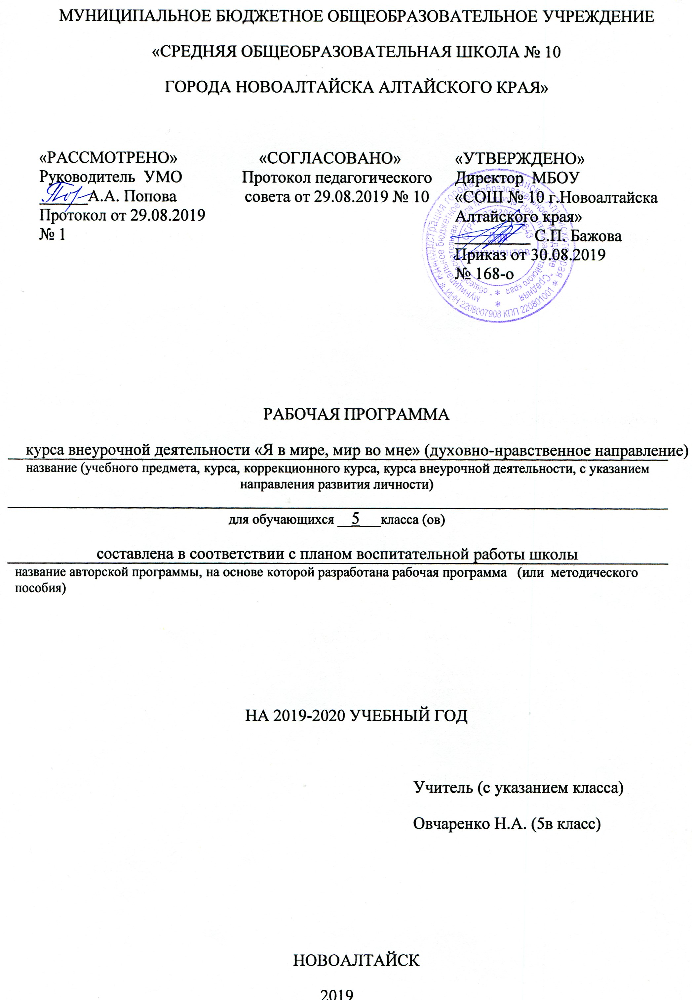 МУНИЦИПАЛЬНОЕ БЮДЖЕТНОЕ ОБЩЕОБРАЗОВАТЕЛЬНОЕ УЧРЕЖДЕНИЕ
«СРЕДНЯЯ ОБЩЕОБРАЗОВАТЕЛЬНАЯ ШКОЛА № 10
ГОРОДА НОВОАЛТАЙСКА АЛТАЙСКОГО КРАЯ»
«РАССМОТРЕНО»
Руководитель УМО
______А.А. Попова
Протокол от 29.08.2019
№ 1
«СОГЛАСОВАНО»
Протокол педагогического
совета от 29.08.2019 № 10
«УТВЕРЖДЕНО»
Директор МБОУ
«СОШ № 10 г.Новоалтайска
Алтайского края»
_________ С.П. Бажова
Приказ от 30.08.2019
№ 168-о
ИНН 2208007908 КПП 220801001
документов
РАБОЧАЯ ПРОГРАММА
курса внеурочной деятельности «Я в мире, мир во мне» (духовно-нравственное направление)
название (учебного предмета, курса, коррекционного курса, курса внеурочной деятельности, с указанием
направления развития личности)
для обучающихся __5___класса (ов)
составлена в соответствии с планом воспитательной работы школы
название авторской программы, на основе которой разработана рабочая программа (или методического
пособия)
НА 2019-2020 УЧЕБНЫЙ ГОД
Учитель (с указанием класса)
Овчаренко Н.А. (5в класс)
НОВОАЛТАЙСК
2019